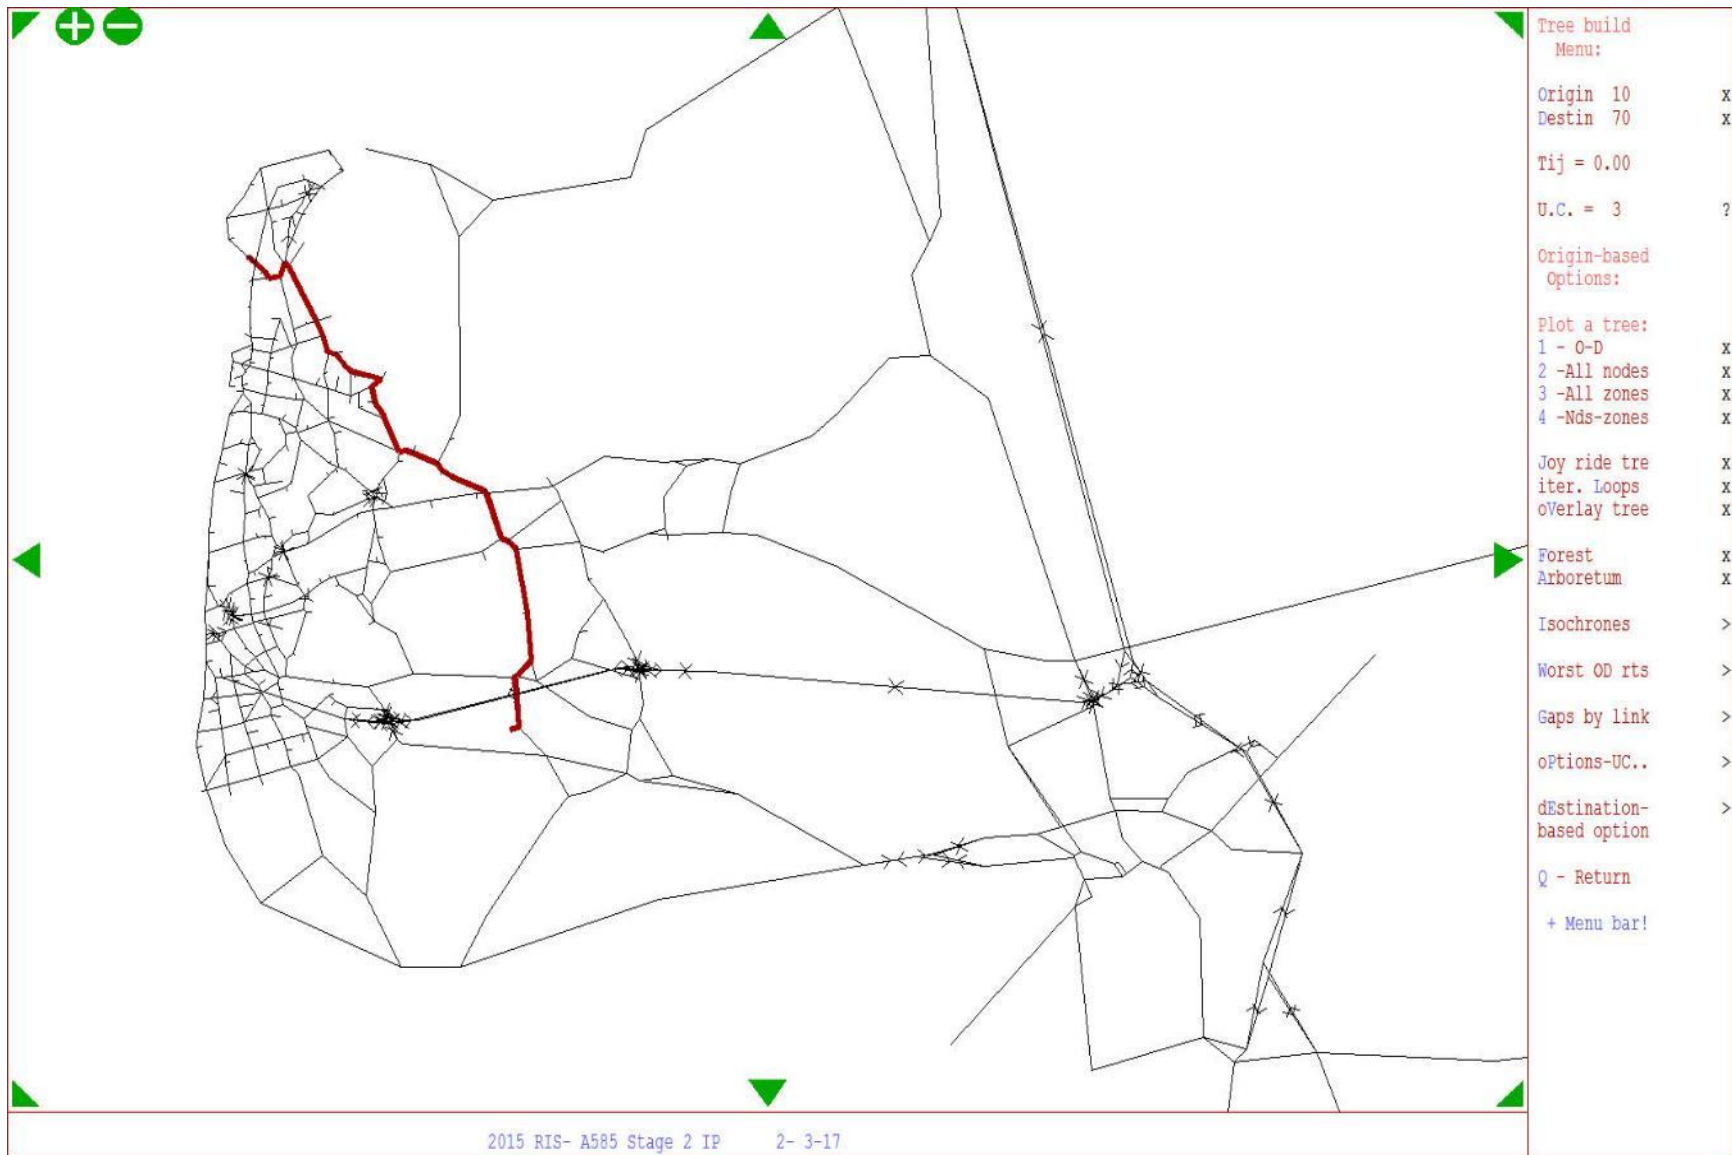 Tree build
Menu:
Origin 10 x
Destin 70 x
Tij = 0.00
U.C. = 3 ?
Origin-based
Options:
Plot a tree:
1 - O-D x
2 -All nodes x
3 -All zones x
4 -Nds-zones x
Joy ride tre x
iter. Loops x
oVerlay tree x
Forest x
Arboretum x
Isochrones >
Worst OD rts >
Gaps by link >
oPtions-UC.. >
dEstination- >
based option
Q - Return
+ Menu bar!
2015 RIS- A585 Stage 2 IP 2- 3-17